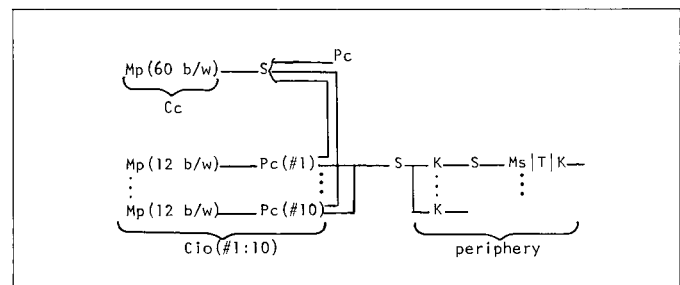 Pc
Mp(60 b/w) S
Cc
Mp(12 b/w) Pc(#1) S K S Ms|T|K
Mp(12 b/w) Pc(#10) K
Cio(#1:10) periphery